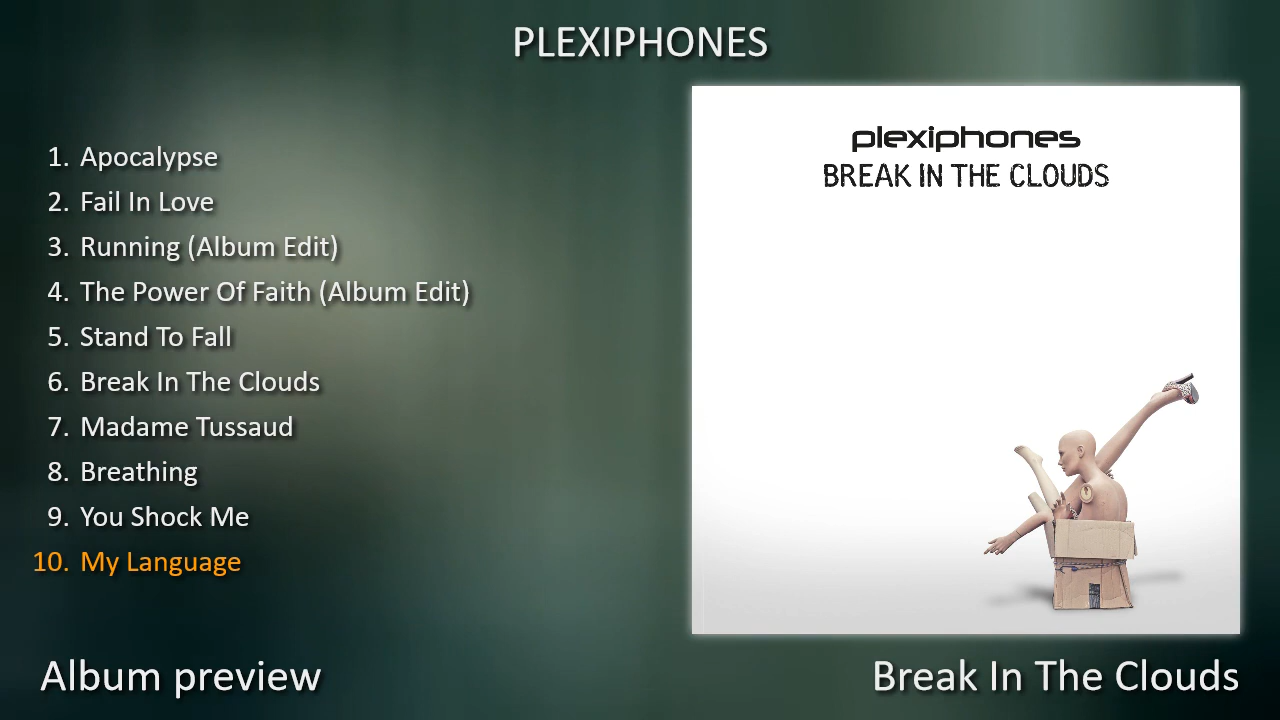 PLEXIPHONES
1. Apocalypse
2. Fail In Love
3. Running (Album Edit)
4. The Power Of Faith (Album Edit)
5. Stand To Fall
6. Break In The Clouds
7. Madame Tussaud
8. Breathing
9. You Shock Me
10. My Language
plexiphones
BREAK IN THE CLOUDS
Album preview
Break In The Clouds